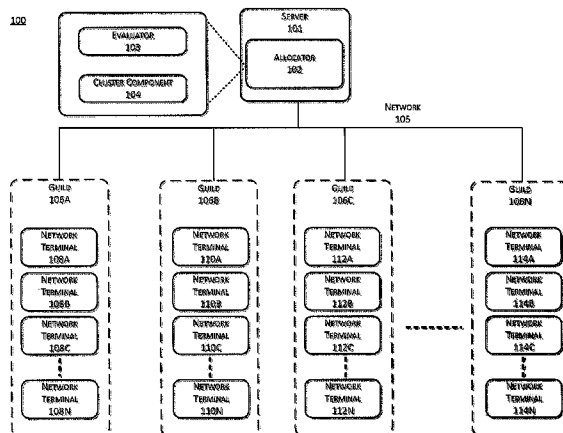 100
SERVER
101
EVALUATOR
103
ALLOCATOR
102
CLUSTER COMPONENT
104
NETWORK
105
GUILD
106A
GUILD
106B
GUILD
106C
GUILD
106N
NETWORK
TERMINAL
108A
NETWORK
TERMINAL
110A
NETWORK
TERMINAL
112A
NETWORK
TERMINAL
114A
NETWORK
TERMINAL
108B
NETWORK
TERMINAL
110B
NETWORK
TERMINAL
112B
NETWORK
TERMINAL
114B
NETWORK
TERMINAL
108C
NETWORK
TERMINAL
110C
NETWORK
TERMINAL
112C
NETWORK
TERMINAL
114C
NETWORK
TERMINAL
108N
NETWORK
TERMINAL
110N
NETWORK
TERMINAL
112N
NETWORK
TERMINAL
114N